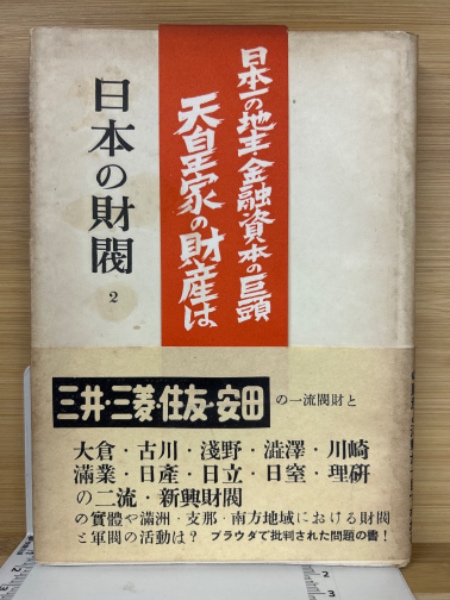 日本一の地主・金融資本の巨頭
天皇家の財産は
日本の財閥
2
三井・三菱・住友・安田の一流閥財と
大倉・古川・淺野・澁澤・川崎
滿業・日產・日立・日窒・理硏
の二流・新興財閥
の實體や滿洲・支那・南方地域における財閥
と軍閥の活動は? プラウダで批判された問題の書!